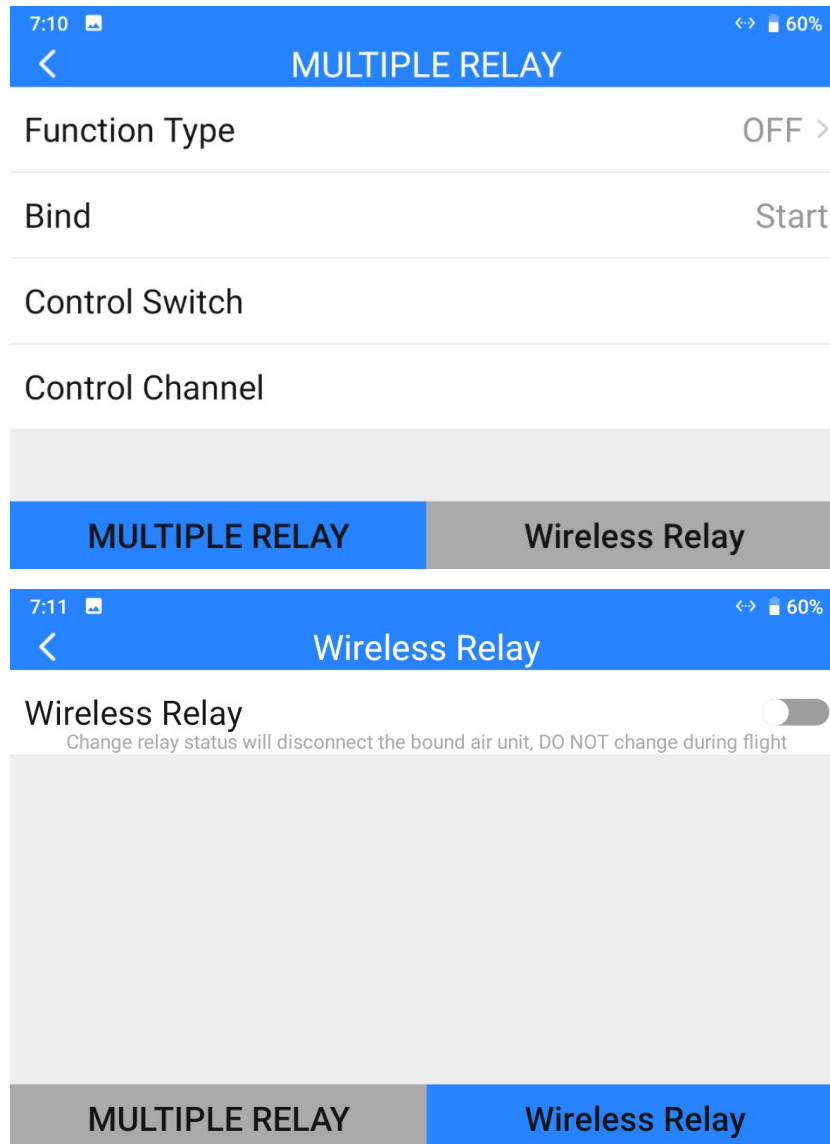 7:10 60%
MULTIPLE RELAY
Function Type OFF
Bind Start
Control Switch
Control Channel
MULTIPLE RELAY Wireless Relay
7:11 60%
Wireless Relay
Wireless Relay
Change relay status will disconnect the bound air unit, DO NOT change during flight
MULTIPLE RELAY Wireless Relay